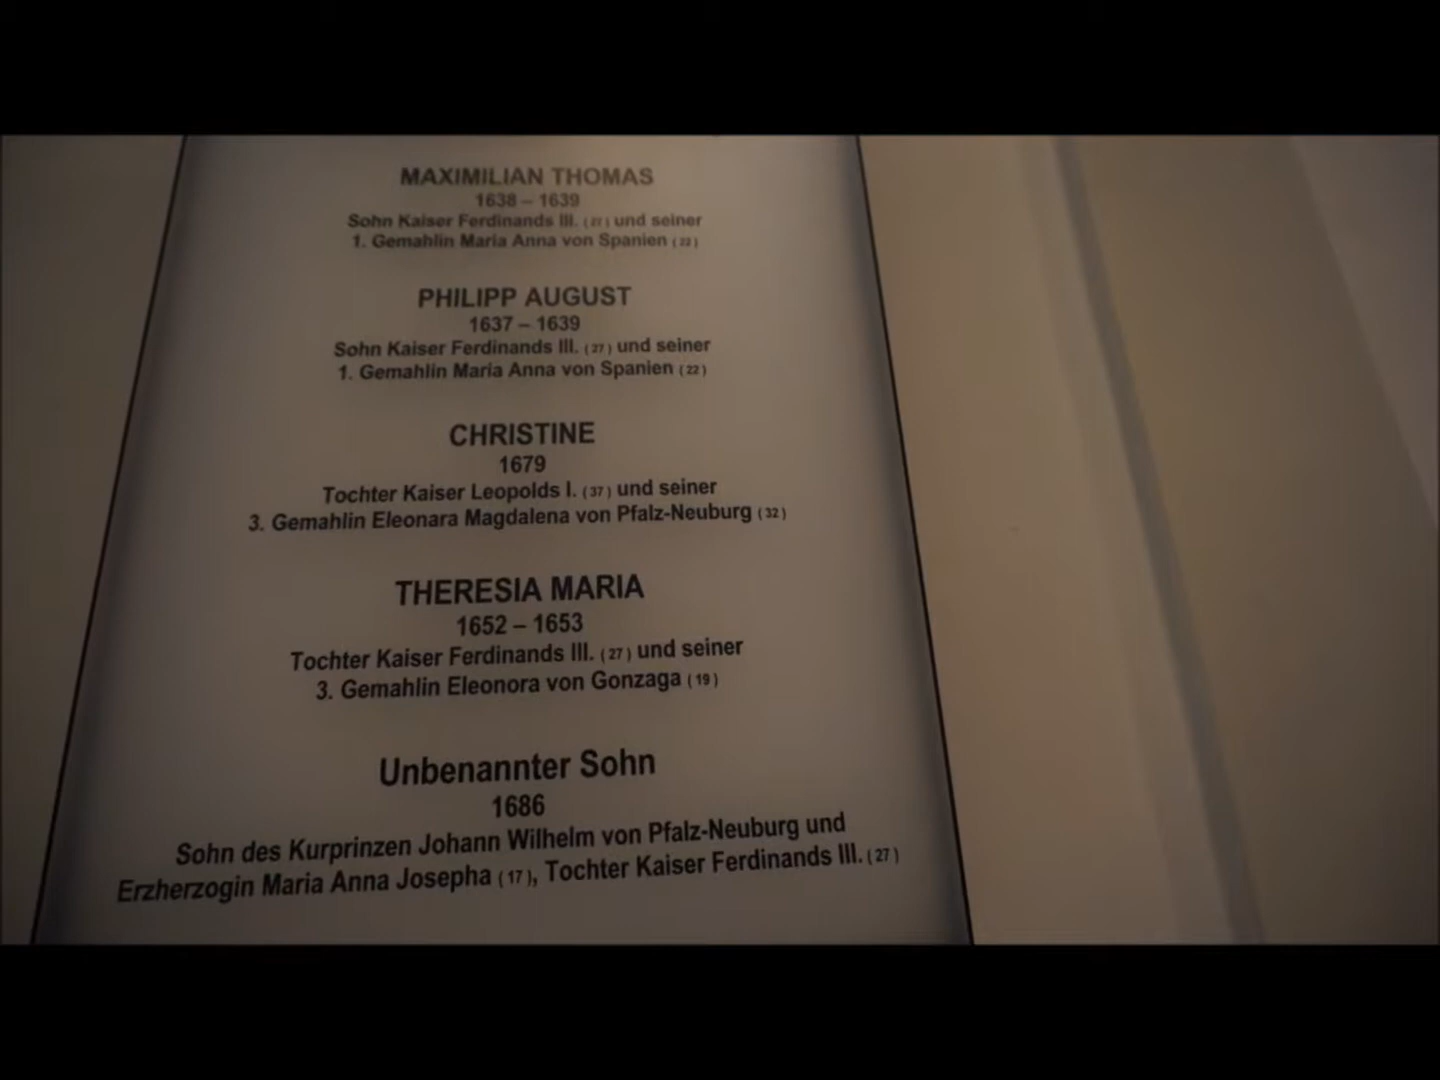 MAXIMILIAN THOMAS
1638 – 1639
Sohn Kaiser Ferdinands III. (27) und seiner
1. Gemahlin Maria Anna von Spanien (22)
PHILIPP AUGUST
1637 – 1639
Sohn Kaiser Ferdinands III. (27) und seiner
1. Gemahlin Maria Anna von Spanien (22)
CHRISTINE
1679
Tochter Kaiser Leopolds I. (37) und seiner
3. Gemahlin Eleonara Magdalena von Pfalz-Neuburg (32)
THERESIA MARIA
1652 – 1653
Tochter Kaiser Ferdinands III. (27) und seiner
3. Gemahlin Eleonora von Gonzaga (19)
Unbenannter Sohn
1686
Sohn des Kurprinzen Johann Wilhelm von Pfalz-Neuburg und
Erzherzogin Maria Anna Josepha (17), Tochter Kaiser Ferdinands III. (27)